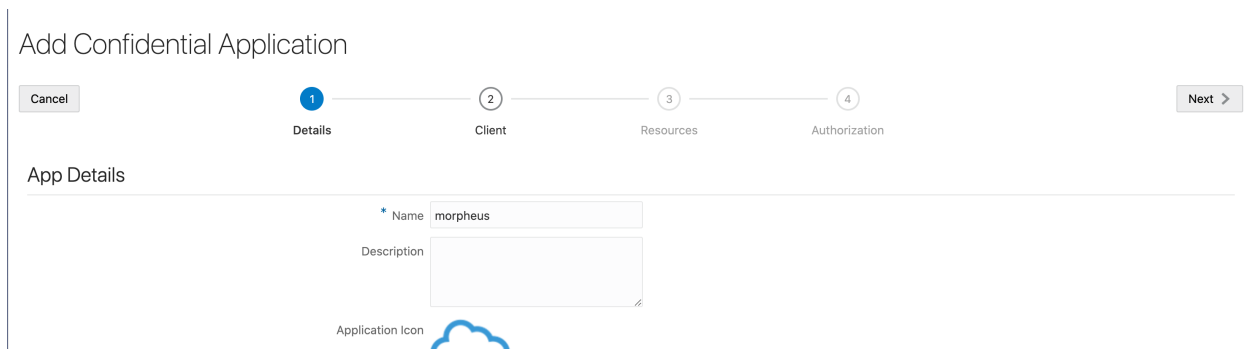 Add Confidential Application
Cancel
1
2
3
4
Next
Details
Client
Resources
Authorization
App Details
* Name morpheus
Description
Application Icon